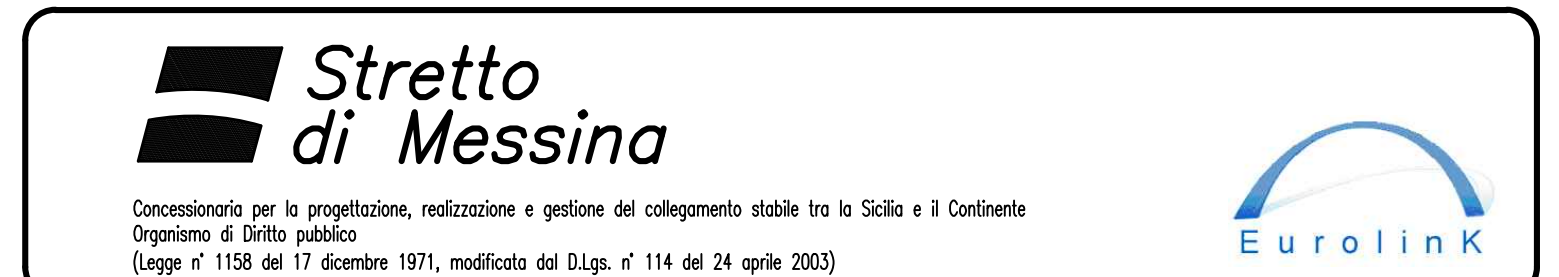 Stretto
di Messina
Concessionaria per la progettazione, realizzazione e gestione del collegamento stabile tra la Sicilia e il Continente
Organismo di Diritto pubblico
(Legge n° 1158 del 17 dicembre 1971, modificata dal D.Lgs. n° 114 del 24 aprile 2003)
EurolinK